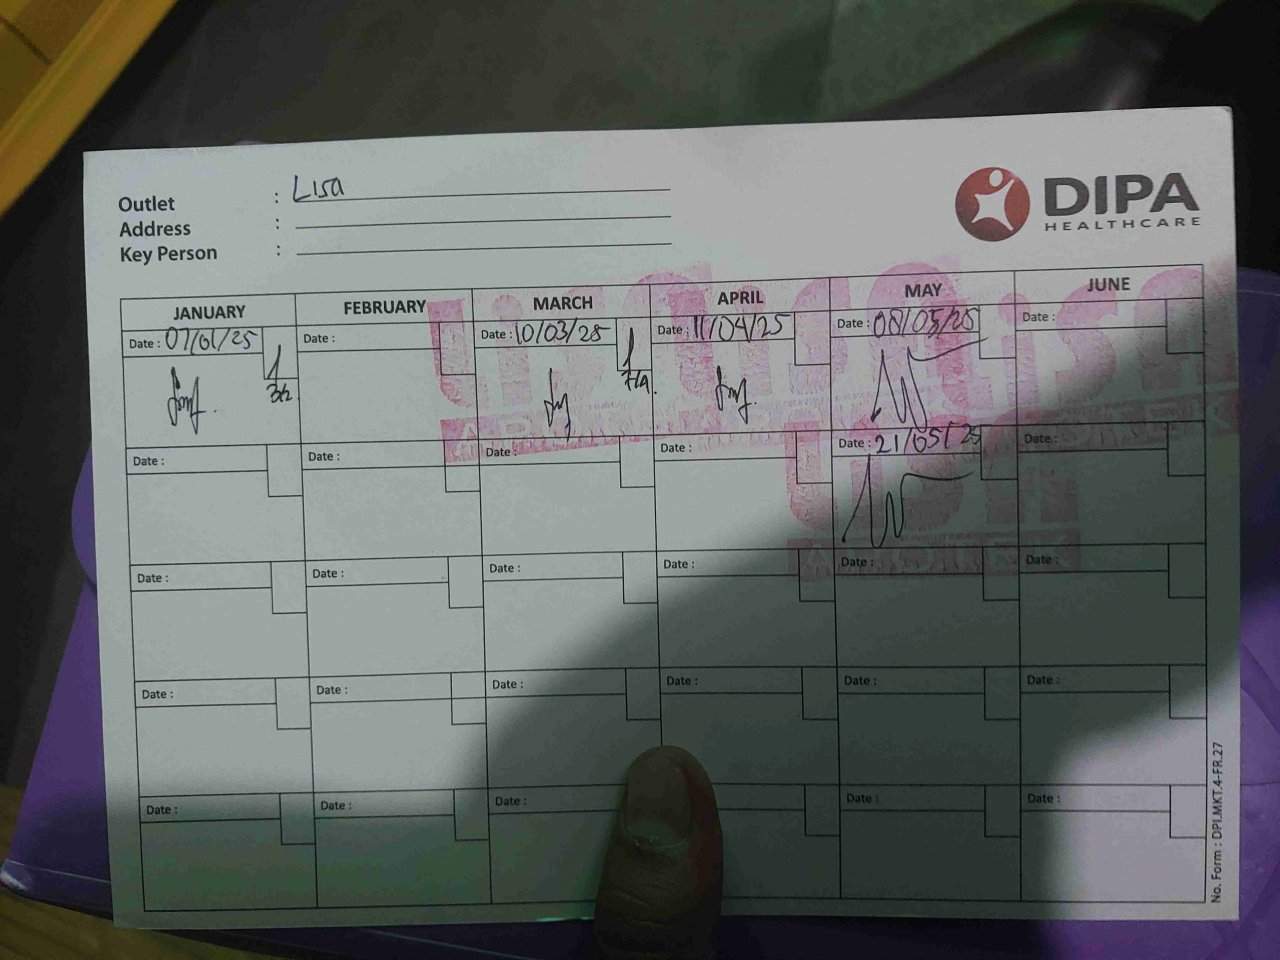 Outlet : Lisa
Address :
Key Person :
DIPA
HEALTHCARE
JANUARY FEBRUARY MARCH APRIL MAY JUNE
Date : 07/01/25 Date : Date : 10/03/25 Date : 11/04/25 Date : 08/05/25 Date :
Date : Date : Date : Date : Date : 21/05/25 Date :
Date : Date : Date : Date : Date : Date :
Date : Date : Date : Date : Date : Date :
Date : Date : Date : Date : Date :
No. Form : DPI.MKT.4-FR.27